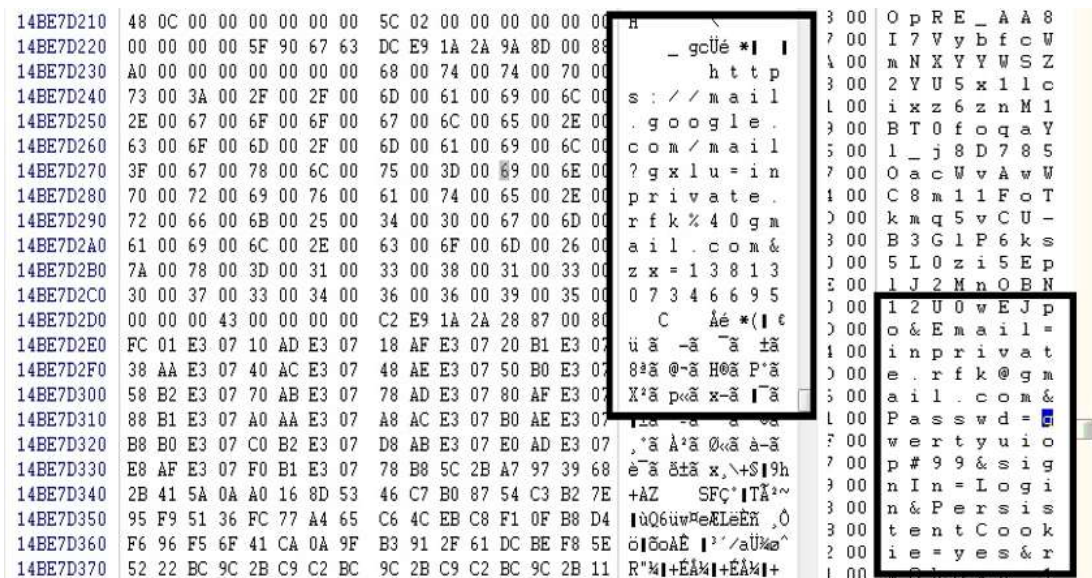 14BE7D210 48 0C 00 00 00 00 00 00 5C 02 00 00 00 00 00 00 H \
14BE7D220 00 00 00 00 5F 90 67 63 DC E9 1A 2A 9A 8D 00 88 _ gcÜé *
14BE7D230 A0 00 00 00 00 00 00 00 68 00 74 00 74 00 70 00 h t t p
14BE7D240 73 00 3A 00 2F 00 2F 00 6D 00 61 00 69 00 6C 00 s : / / m a i l
14BE7D250 2E 00 67 00 6F 00 6F 00 67 00 6C 00 65 00 2E 00 . g o o g l e .
14BE7D260 63 00 6F 00 6D 00 2F 00 6D 00 61 00 69 00 6C 00 c o m / m a i l
14BE7D270 3F 00 67 00 78 00 6C 00 75 00 3D 00 69 00 6E 00 ? g x l u = i n
14BE7D280 70 00 72 00 69 00 76 00 61 00 74 00 65 00 2E 00 p r i v a t e .
14BE7D290 72 00 66 00 6B 00 25 00 34 00 30 00 67 00 6D 00 r f k % 4 0 g m
14BE7D2A0 61 00 69 00 6C 00 2E 00 63 00 6F 00 6D 00 26 00 a i l . c o m &
14BE7D2B0 7A 00 78 00 3D 00 31 00 33 00 38 00 31 00 33 00 z x = 1 3 8 1 3
14BE7D2C0 30 00 37 00 33 00 34 00 36 00 36 00 39 00 35 00 0 7 3 4 6 6 9 5
14BE7D2D0 00 00 00 43 00 00 00 00 C2 E9 1A 2A 28 87 00 80 C Âé *( €
14BE7D2E0 FC 01 E3 07 10 AD E3 07 18 AF E3 07 20 B1 E3 07 ü ã -ã ¯ã ±ã
14BE7D2F0 38 AA E3 07 40 AC E3 07 48 AE E3 07 50 B0 E3 07 8ªã @¬ã H®ã P°ã
14BE7D300 58 B2 E3 07 70 AB E3 07 78 AD E3 07 80 AF E3 07 X²ã p«ã x-ã ¯ã
14BE7D310 88 B1 E3 07 70 AA E3 07 A8 AC E3 07 B0 AE E3 07
14BE7D320 B8 B0 E3 07 C0 B2 E3 07 D8 AB E3 07 E0 AD E3 07 ¸°ã À²ã Ø«ã à-ã
14BE7D330 E8 AF E3 07 F0 B1 E3 07 78 B8 5C 2B A7 97 39 68 è¯ã ð±ã x¸\+§ 9h
14BE7D340 2B 41 5A 0A A0 16 8D 53 46 C7 B0 87 54 C3 B2 7E +AZ SFÇ° TÃ²~
14BE7D350 95 F9 51 36 FC 77 A4 65 C6 4C EB C8 F1 0F B8 D4 ùQ6üw¤eÆLëÈñ ¸Ô
14BE7D360 F6 96 F5 6F 41 CA 0A 9F B3 91 2F 61 DC BE F8 5E ö õoAÊ ³ /aÜ¾ø^
14BE7D370 52 22 BC 9C 2B C9 C2 BC 9C 2B C9 C2 BC 9C 2B 11 R"¼ +ÉÂ¼ +ÉÂ¼ +
00 O p R E _ A A 8
00 I 7 V y b f c W
00 m N X Y Y W S Z
00 2 Y U 5 x 1 l c
00 i x z 6 z n M 1
00 B T 0 f o q a Y
00 l _ j 8 D 7 8 5
00 O a c W v A w W
00 C 8 m 1 1 F o T
00 k m q 5 v C U -
00 B 3 G l P 6 k s
00 5 L 0 z i 5 E p
00 l J 2 M n O B N
00 1 2 U 0 w E J p
00 o & E m a i l =
00 i n p r i v a t
00 e . r f k @ g m
00 a i l . c o m &
00 P a s s w d = q
00 w e r t y u i o
00 p # 9 9 & s i g
00 n I n = L o g i
00 n & P e r s i s
00 t e n t C o o k
00 i e = y e s & r
00